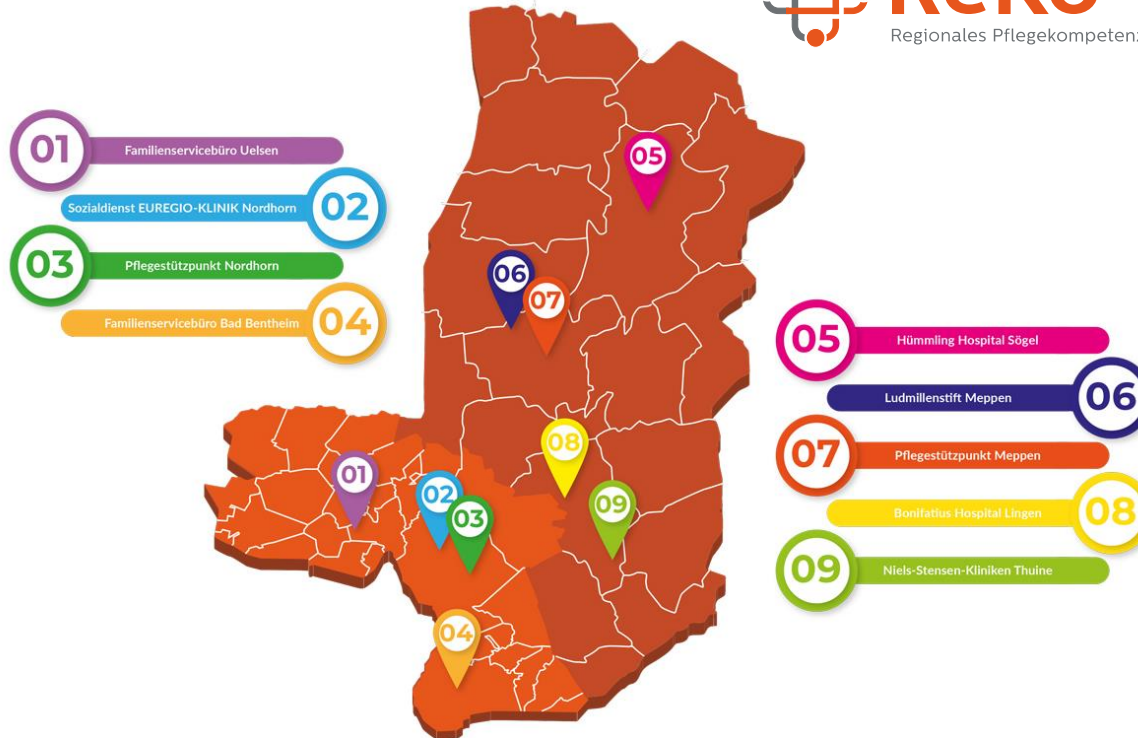 ReKo
Regionales Pflegekompetenz
01 Familienservicebüro Uelsen
Sozialdienst EUREGIO-KLINIK Nordhorn 02
03 Pflegestützpunkt Nordhorn
Familienservicebüro Bad Bentheim 04
05 Hümmling Hospital Sögel
Ludmillenstift Meppen 06
07 Pflegestützpunkt Meppen
Bonifatius Hospital Lingen 08
09 Niels-Stensen-Kliniken Thuine
05
06
07
08
01
02
09
03
04